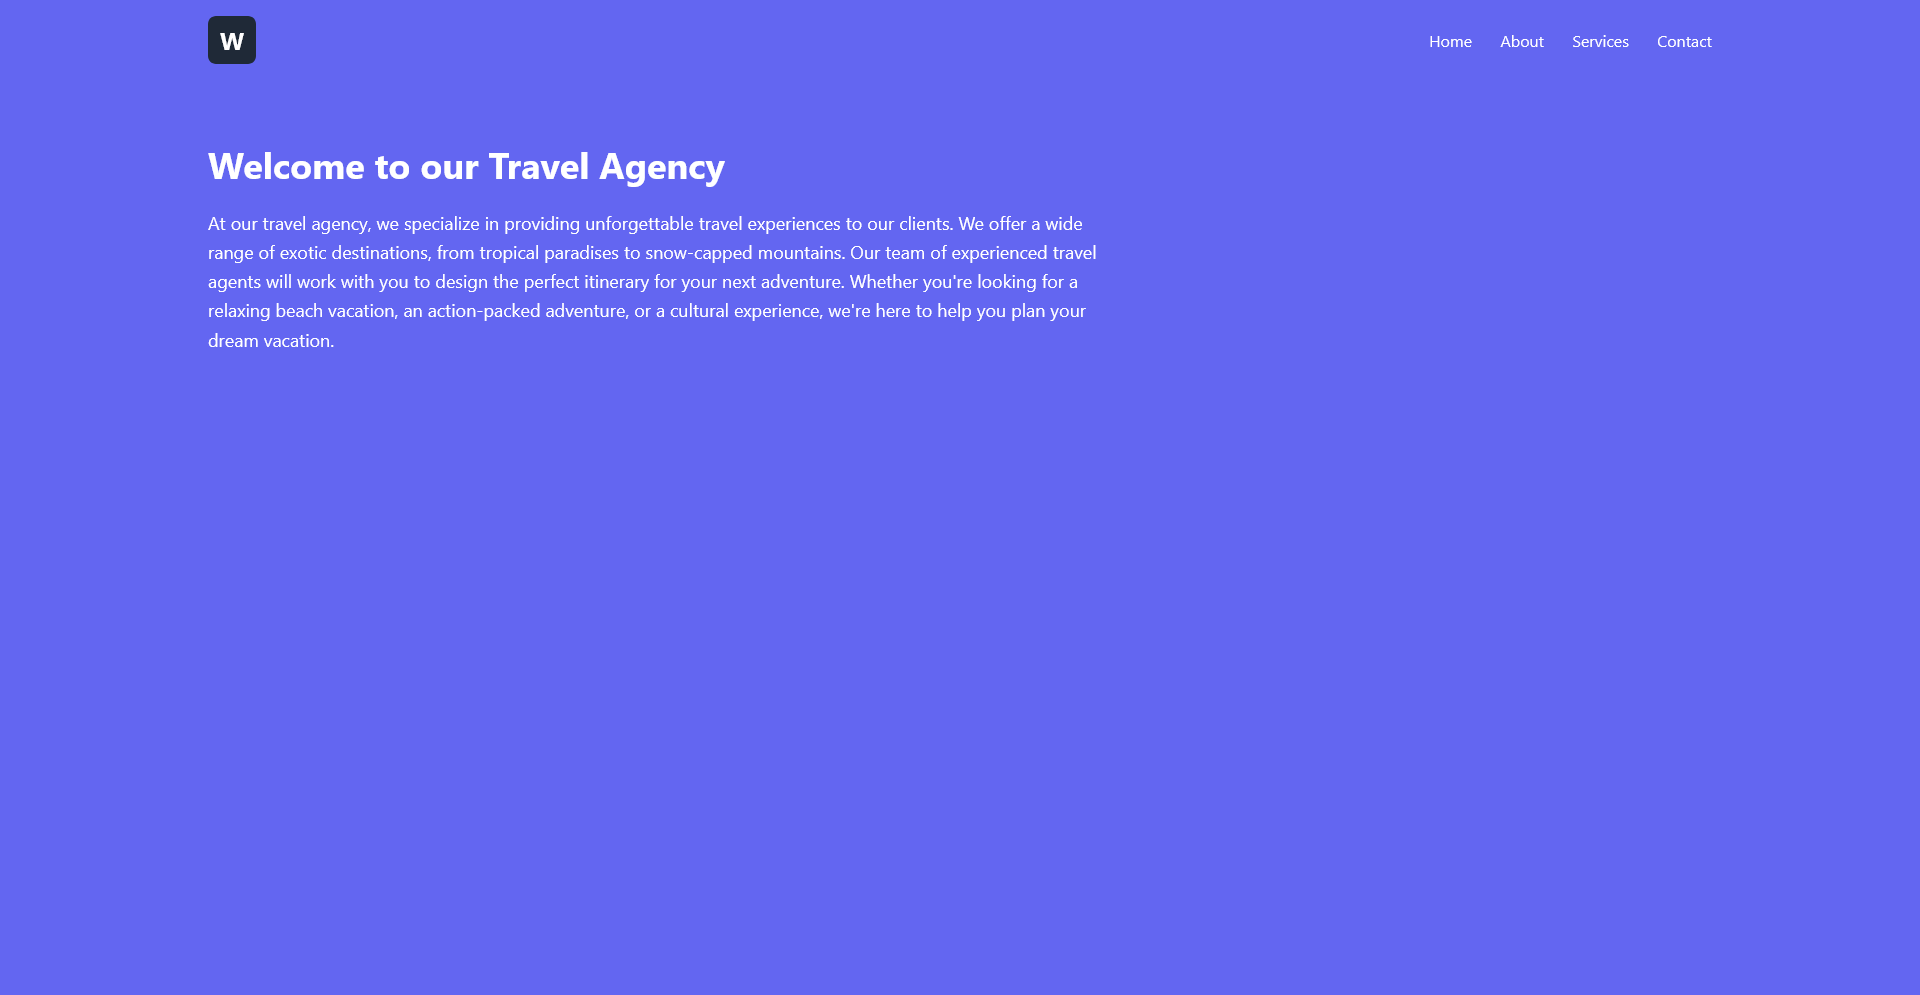 W
Home About Services Contact
Welcome to our Travel Agency
At our travel agency, we specialize in providing unforgettable travel experiences to our clients. We offer a wide
range of exotic destinations, from tropical paradises to snow-capped mountains. Our team of experienced travel
agents will work with you to design the perfect itinerary for your next adventure. Whether you're looking for a
relaxing beach vacation, an action-packed adventure, or a cultural experience, we're here to help you plan your
dream vacation.